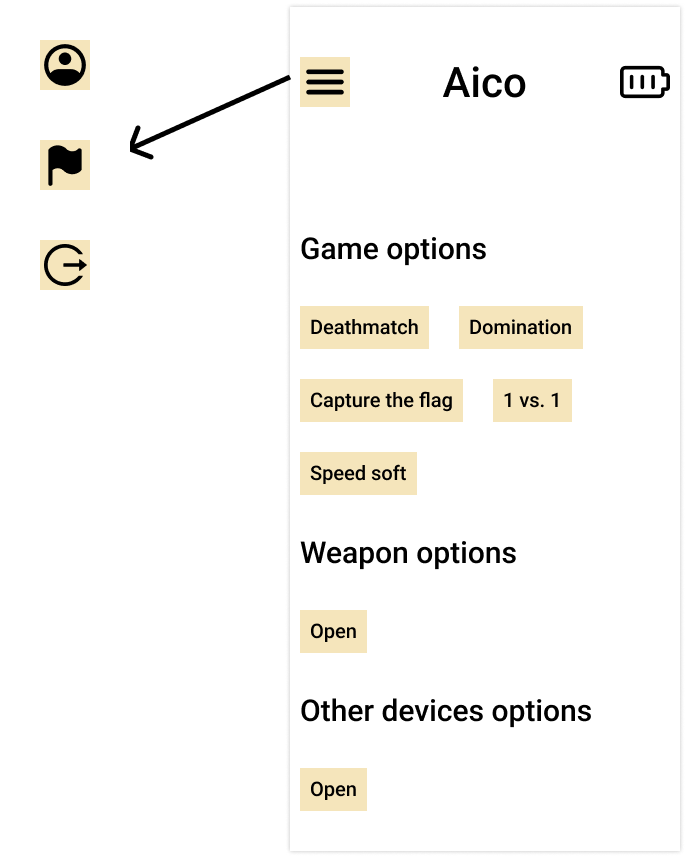 Aico
Game options
Deathmatch Domination
Capture the flag 1 vs. 1
Speed soft
Weapon options
Open
Other devices options
Open